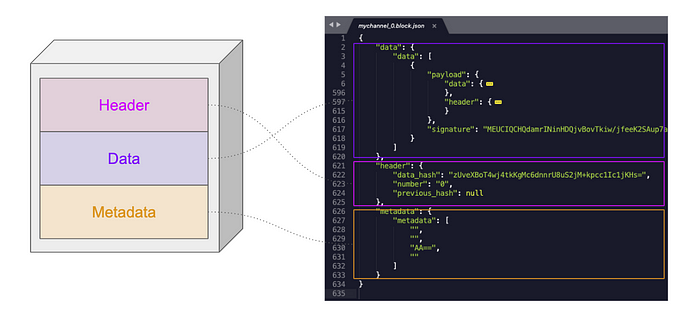 Header
Data
Metadata
mychannel_0.block.json ×
1 {
2 "data": {
3 "data": [
4 {
5 "payload": {
6 "data": {
596 },
597 "header": {
615 }
616 },
617 "signature": "MEUCIQCHQdamrINinHDQjvBovTkiw/jfeeK2SAup7a
618 }
619 ]
620 },
621 "header": {
622 "data_hash": "zUveXBoT4wj4tkKgMc6dnnrU8uS2jM+kpcc1Ic1jKHs=",
623 "number": "0",
624 "previous_hash": null
625 },
626 "metadata": {
627 "metadata": [
628 "",
629 "",
630 "AA==",
631 ""
632 ]
633 }
634 }
635